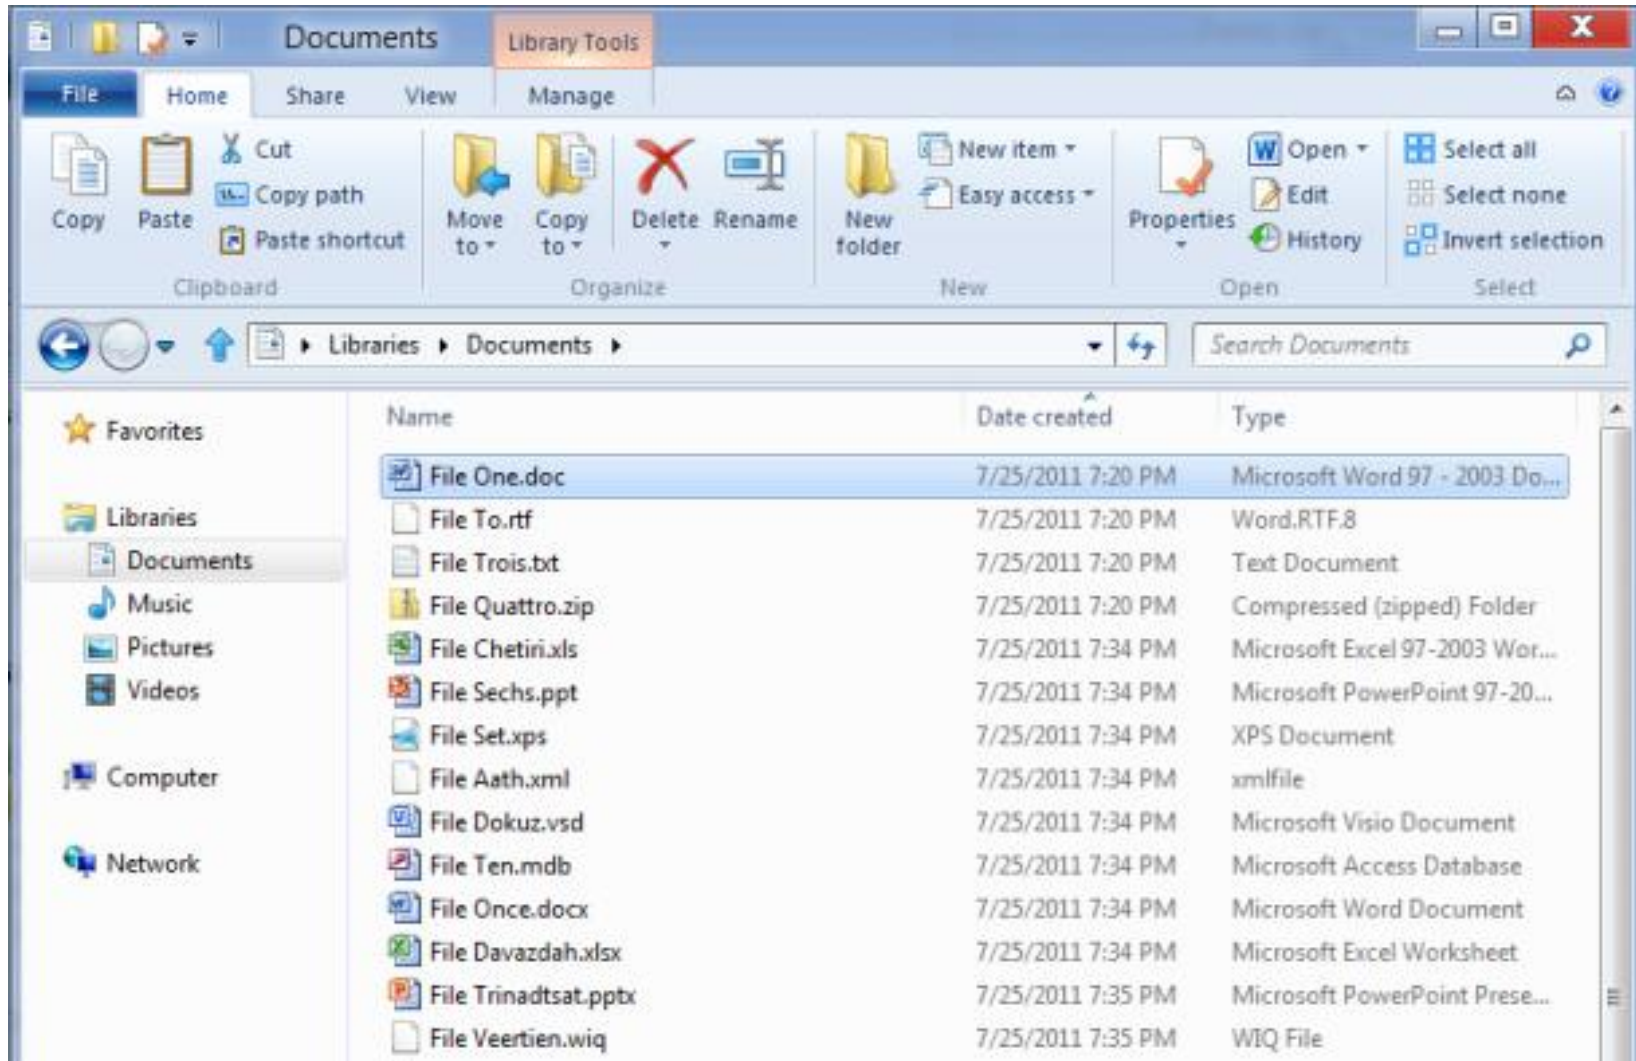 Documents Library Tools
File Home Share View Manage
Copy
Paste
Cut
Copy path
Paste shortcut
Clipboard
Move to
Copy to
Delete
Rename
Organize
New folder
New item
Easy access
New
Properties
Open
Edit
History
Open
Select all
Select none
Invert selection
Select
Libraries Documents
Search Documents
Favorites
Libraries
Documents
Music
Pictures
Videos
Computer
Network
Name Date created Type
File One.doc 7/25/2011 7:20 PM Microsoft Word 97 - 2003 Do...
File To.rtf 7/25/2011 7:20 PM Word.RTF.8
File Trois.txt 7/25/2011 7:20 PM Text Document
File Quattro.zip 7/25/2011 7:20 PM Compressed (zipped) Folder
File Chetiri.xls 7/25/2011 7:34 PM Microsoft Excel 97-2003 Wor...
File Sechs.ppt 7/25/2011 7:34 PM Microsoft PowerPoint 97-20...
File Set.xps 7/25/2011 7:34 PM XPS Document
File Aath.xml 7/25/2011 7:34 PM xmlfile
File Dokuz.vsd 7/25/2011 7:34 PM Microsoft Visio Document
File Ten.mdb 7/25/2011 7:34 PM Microsoft Access Database
File Once.docx 7/25/2011 7:34 PM Microsoft Word Document
File Davazdah.xlsx 7/25/2011 7:34 PM Microsoft Excel Worksheet
File Trinadtsat.pptx 7/25/2011 7:35 PM Microsoft PowerPoint Prese...
File Veertien.wiq 7/25/2011 7:35 PM WIQ File